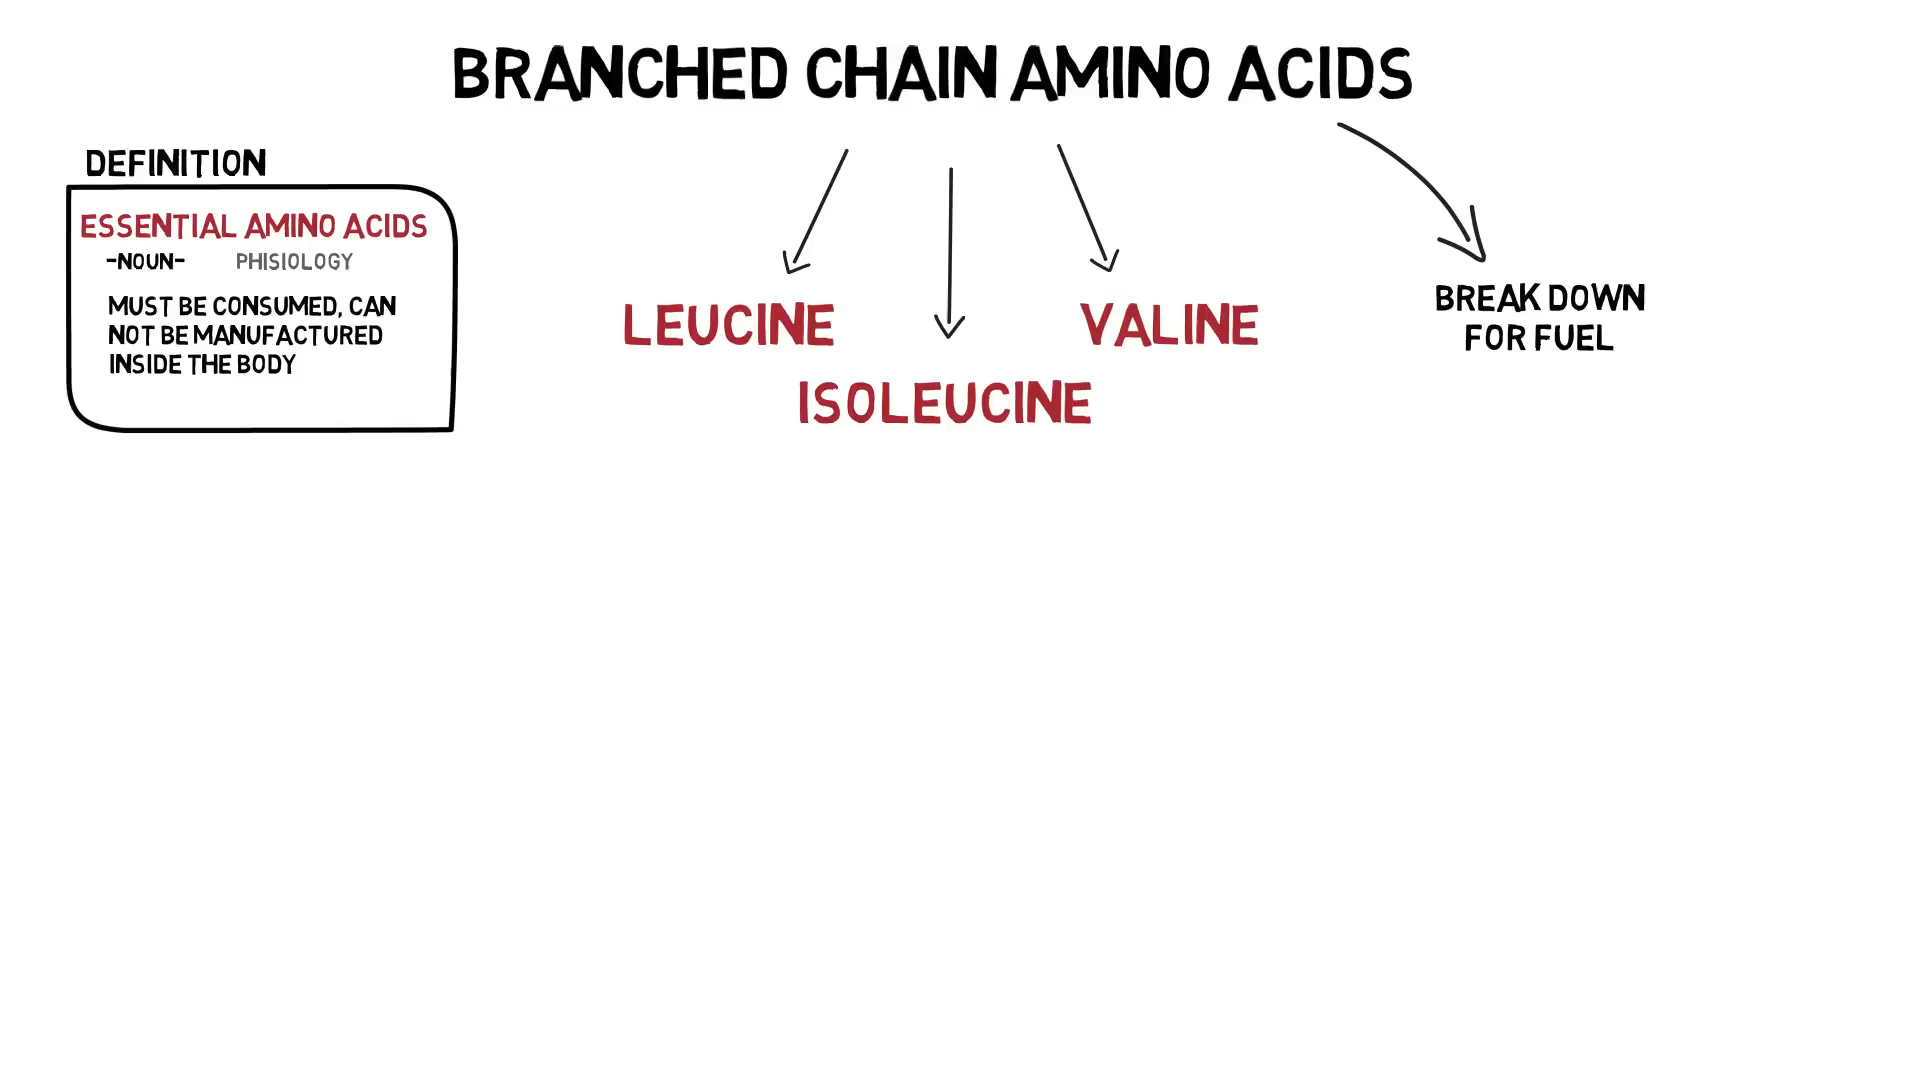 BRANCHED CHAIN AMINO ACIDS
DEFINITION
ESSENTIAL AMINO ACIDS
-NOUN- PHISIOLOGY
MUST BE CONSUMED, CAN
NOT BE MANUFACTURED
INSIDE THE BODY
LEUCINE
ISOLEUCINE
VALINE
BREAK DOWN
FOR FUEL